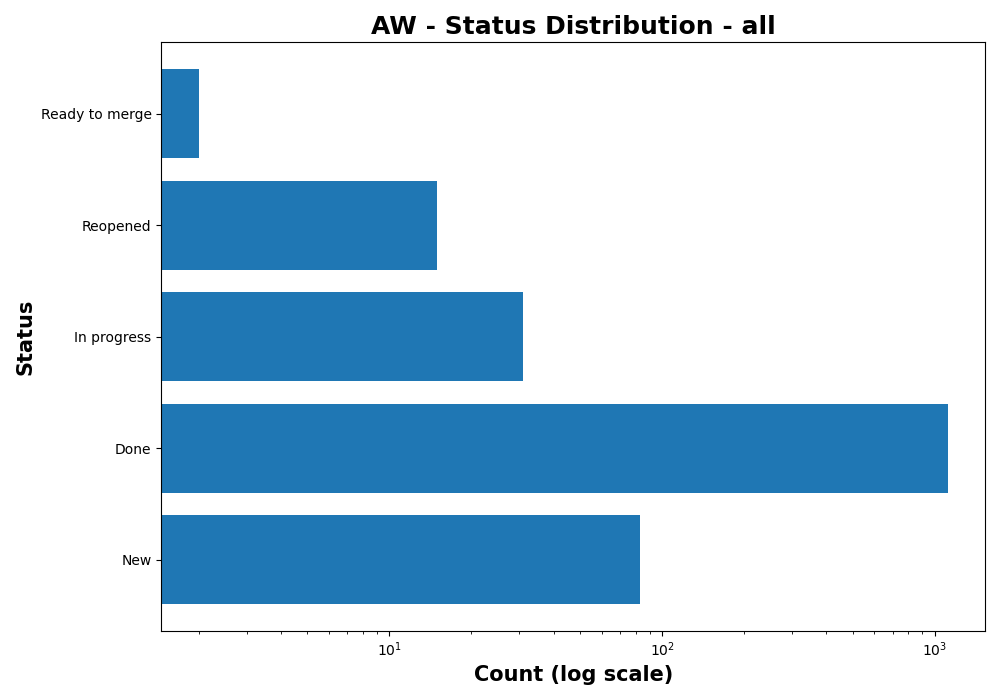 AW - Status Distribution - all
Ready to merge
Reopened
In progress
Done
New
Status
10¹
10²
10³
Count (log scale)